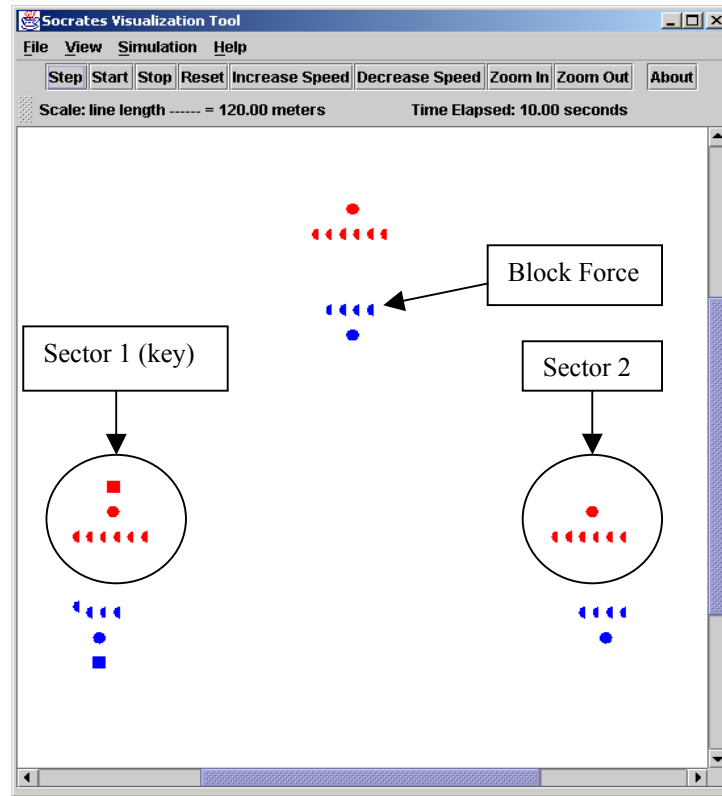 Socrates Visualization Tool
File View Simulation Help
Step Start Stop Reset Increase Speed Decrease Speed Zoom In Zoom Out About
Scale: line length ------ = 120.00 meters Time Elapsed: 10.00 seconds
Block Force
Sector 1 (key)
Sector 2